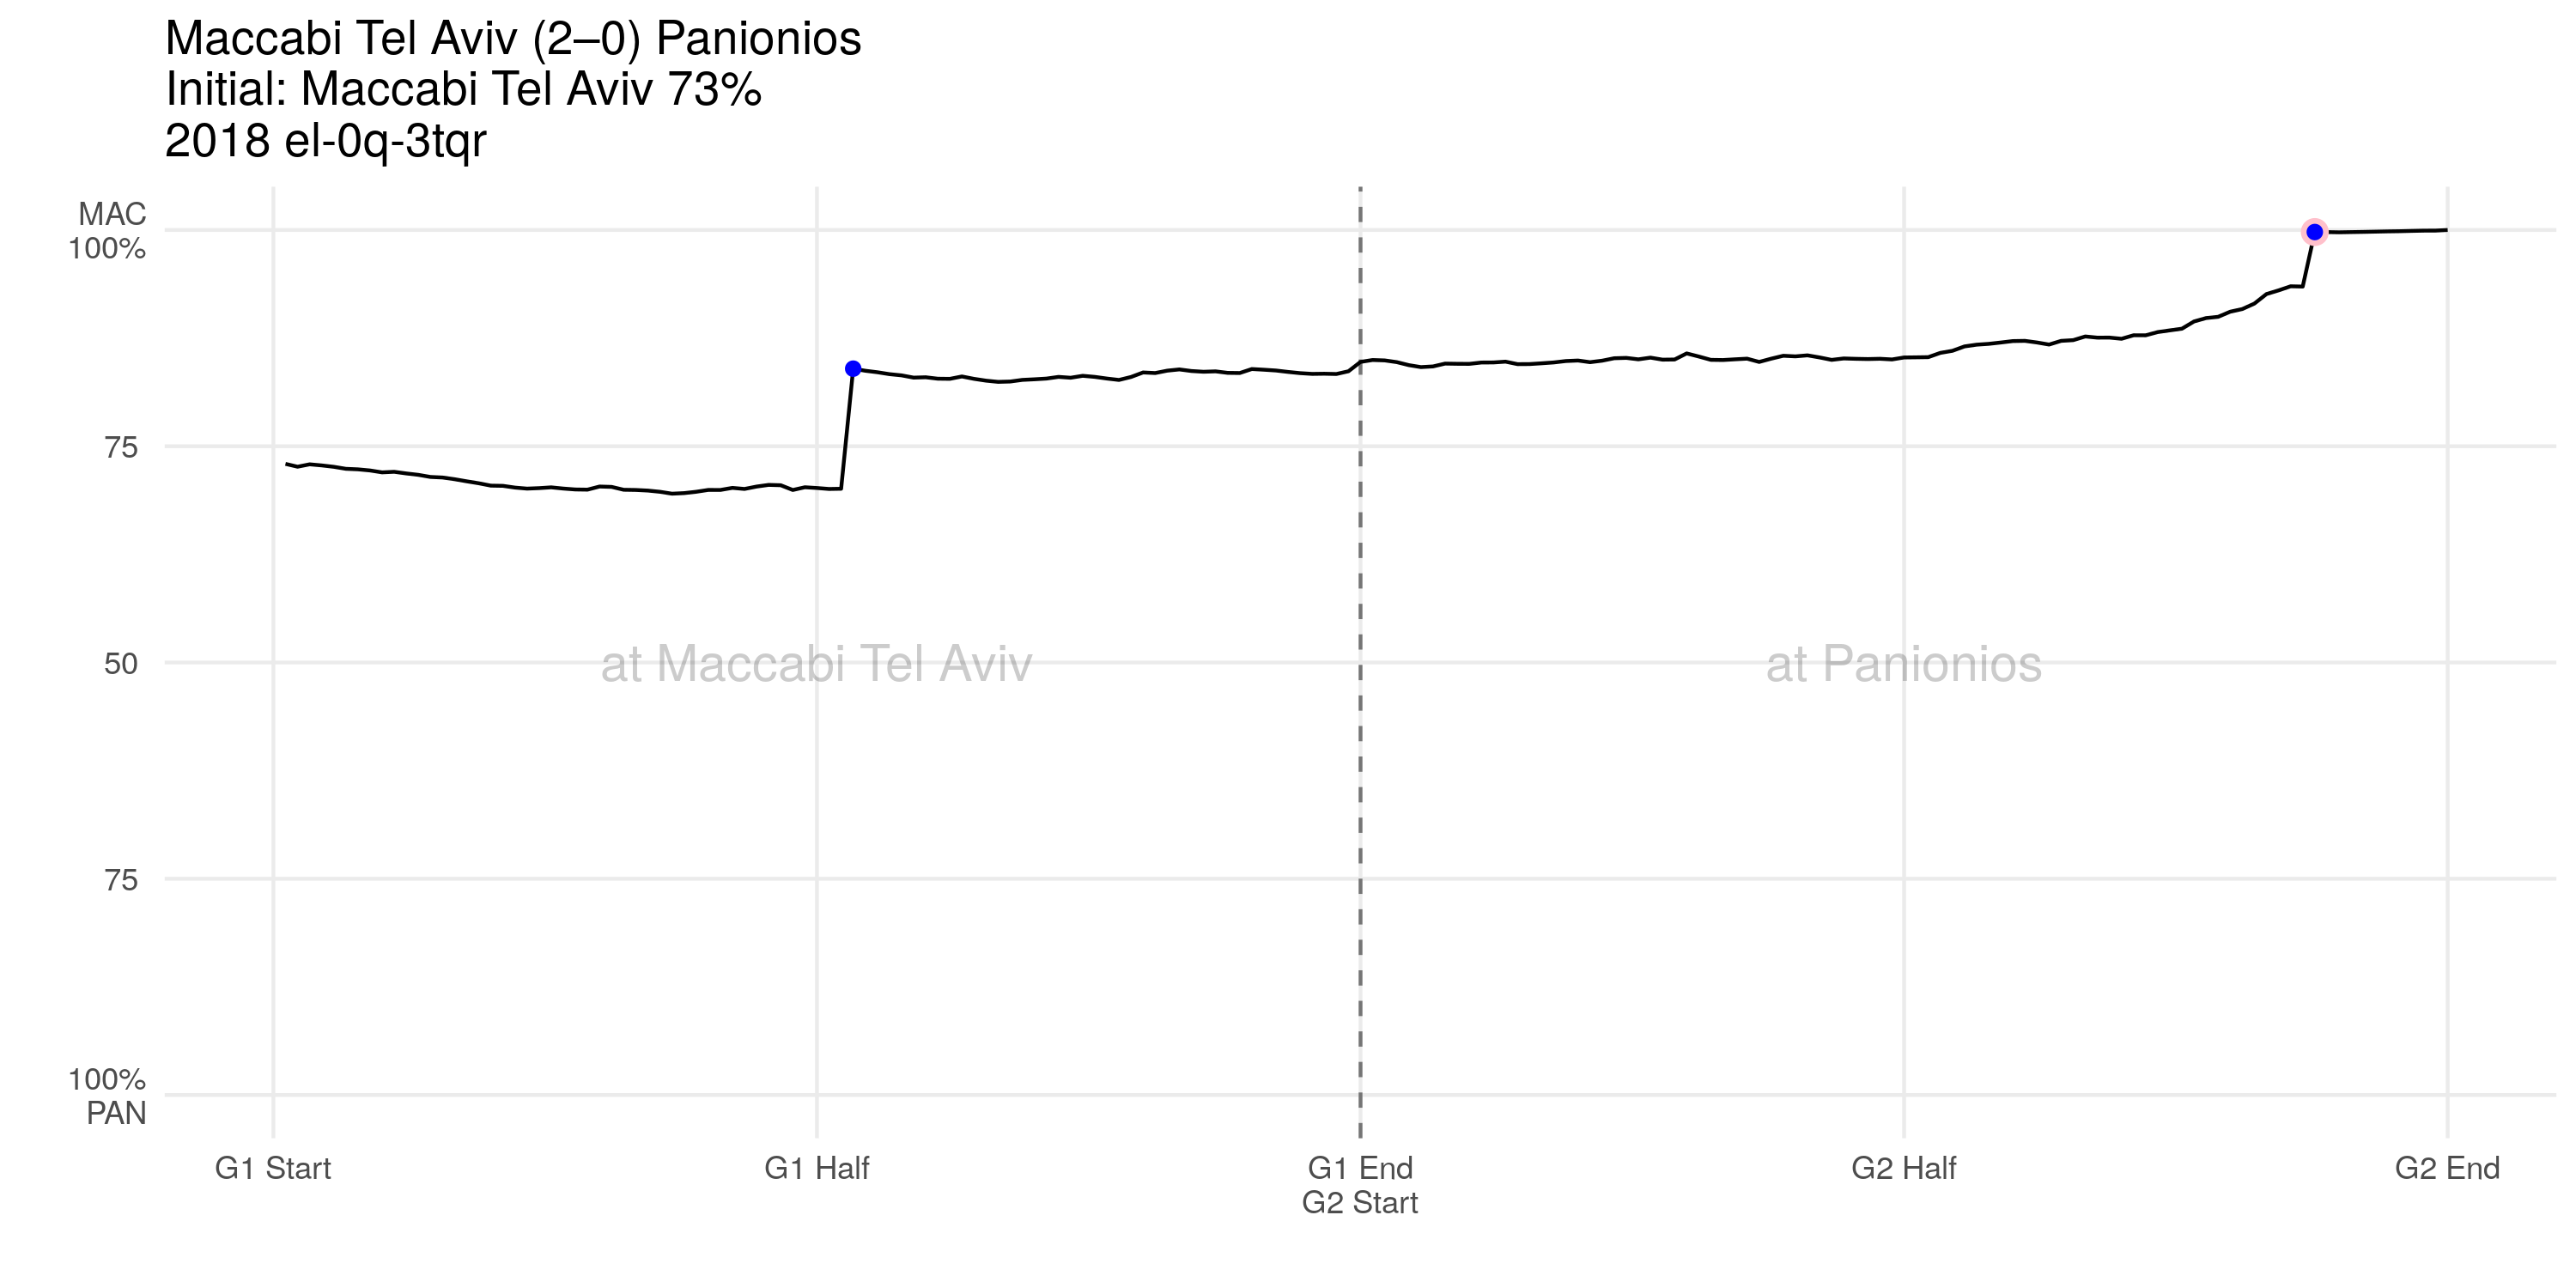 Maccabi Tel Aviv (2–0) Panionios
Initial: Maccabi Tel Aviv 73%
2018 el-0q-3tqr
MAC
100%
75
50
75
100%
PAN
at Maccabi Tel Aviv
at Panionios
G1 Start
G1 Half
G1 End
G2 Start
G2 Half
G2 End